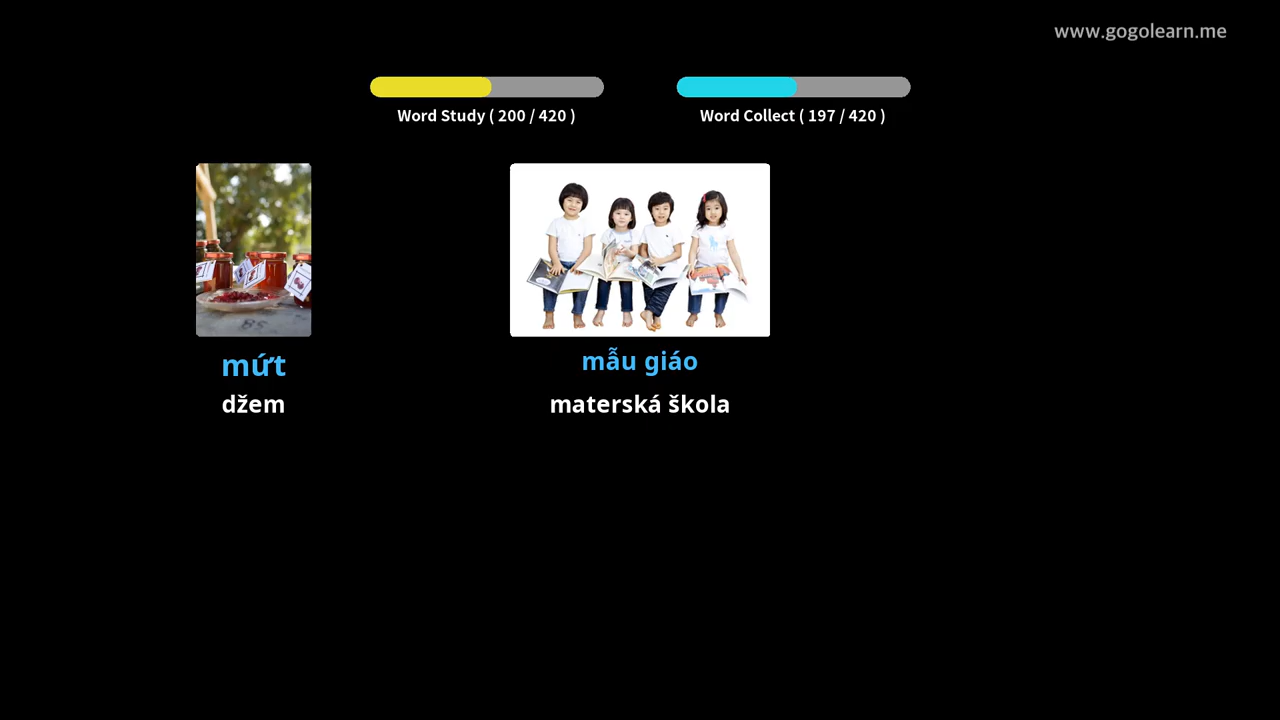 www.gogolearn.me
Word Study ( 200 / 420 )
Word Collect ( 197 / 420 )
mứt
džem
mẫu giáo
materská škola